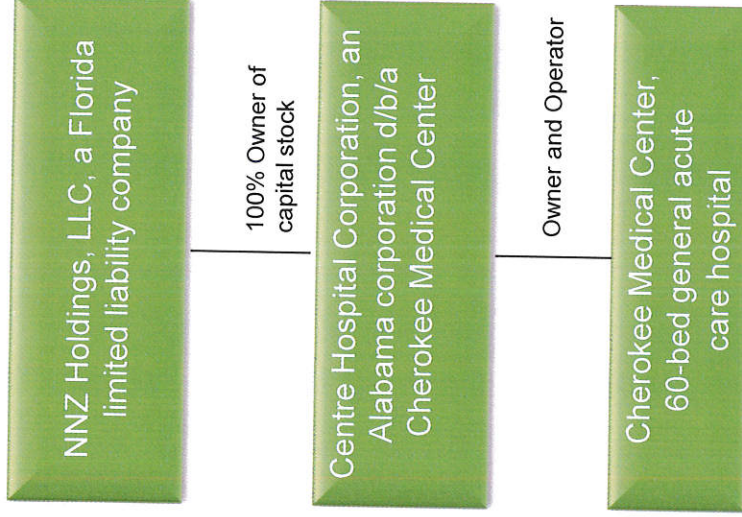 NNZ Holdings, LLC, a Florida
limited liability company
100% Owner of
capital stock
Centre Hospital Corporation, an
Alabama corporation d/b/a
Cherokee Medical Center
Owner and Operator
Cherokee Medical Center,
60-bed general acute
care hospital